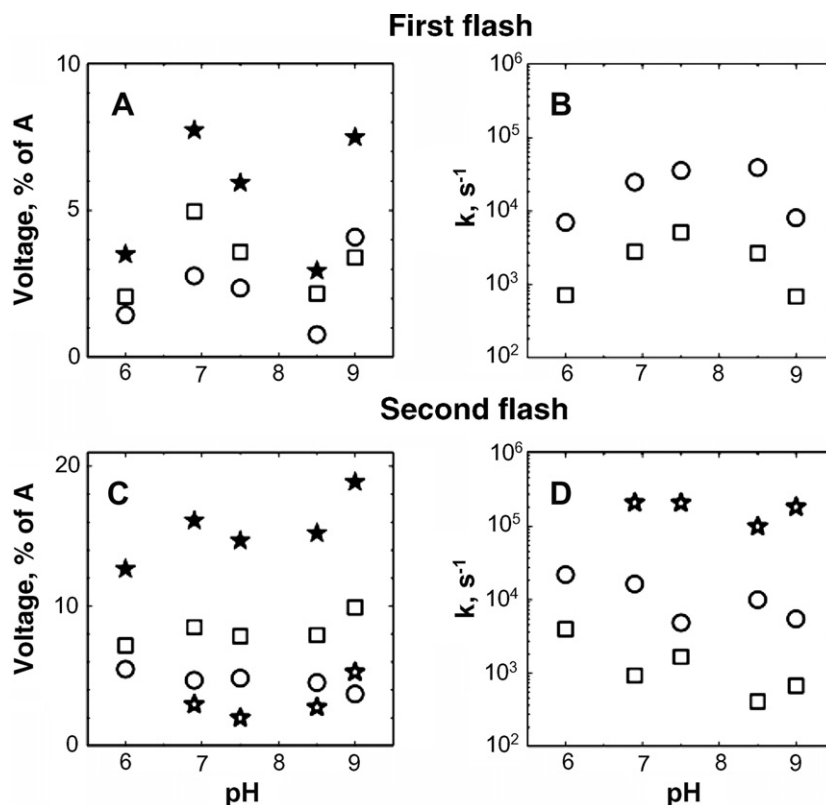 First flash
A
Voltage, % of A
10
5
0
6 7 8 9
B
k, s⁻¹
10⁶
10⁵
10⁴
10³
10²
6 7 8 9
Second flash
C
Voltage, % of A
20
10
0
6 7 8 9
pH
D
k, s⁻¹
10⁶
10⁵
10⁴
10³
10²
6 7 8 9
pH